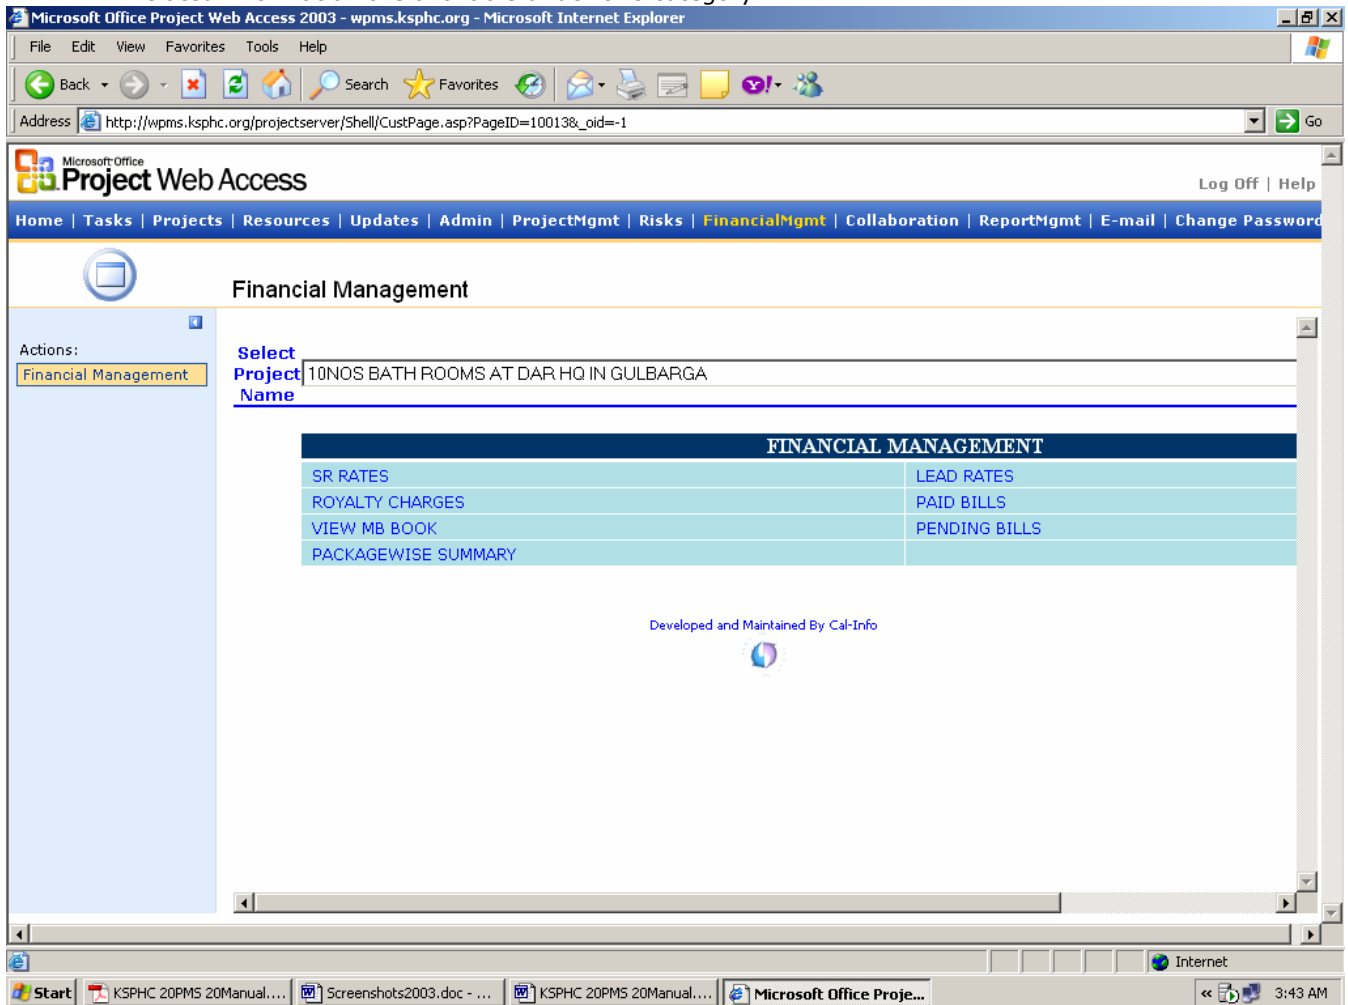 Microsoft Office Project Web Access 2003 - wpms.ksphc.org - Microsoft Internet Explorer
File Edit View Favorites Tools Help
Back Search Favorites
Address http://wpms.ksphc.org/projectserver/Shell/CustPage.asp?PageID=10013&_oid=-1 Go
Microsoft Office
Project Web Access
Log Off | Help
Home | Tasks | Projects | Resources | Updates | Admin | ProjectMgmt | Risks | FinancialMgmt | Collaboration | ReportMgmt | E-mail | Change Password
Financial Management
Actions:
Financial Management
Select
Project 10NOS BATH ROOMS AT DAR HQ IN GULBARGA
Name
FINANCIAL MANAGEMENT
SR RATES LEAD RATES
ROYALTY CHARGES PAID BILLS
VIEW MB BOOK PENDING BILLS
PACKAGEWISE SUMMARY
Developed and Maintained By Cal-Info
Internet
Start KSPHC 20PMS 20Manual.... Screenshots2003.doc - ... KSPHC 20PMS 20Manual.... Microsoft Office Proje... « 3:43 AM